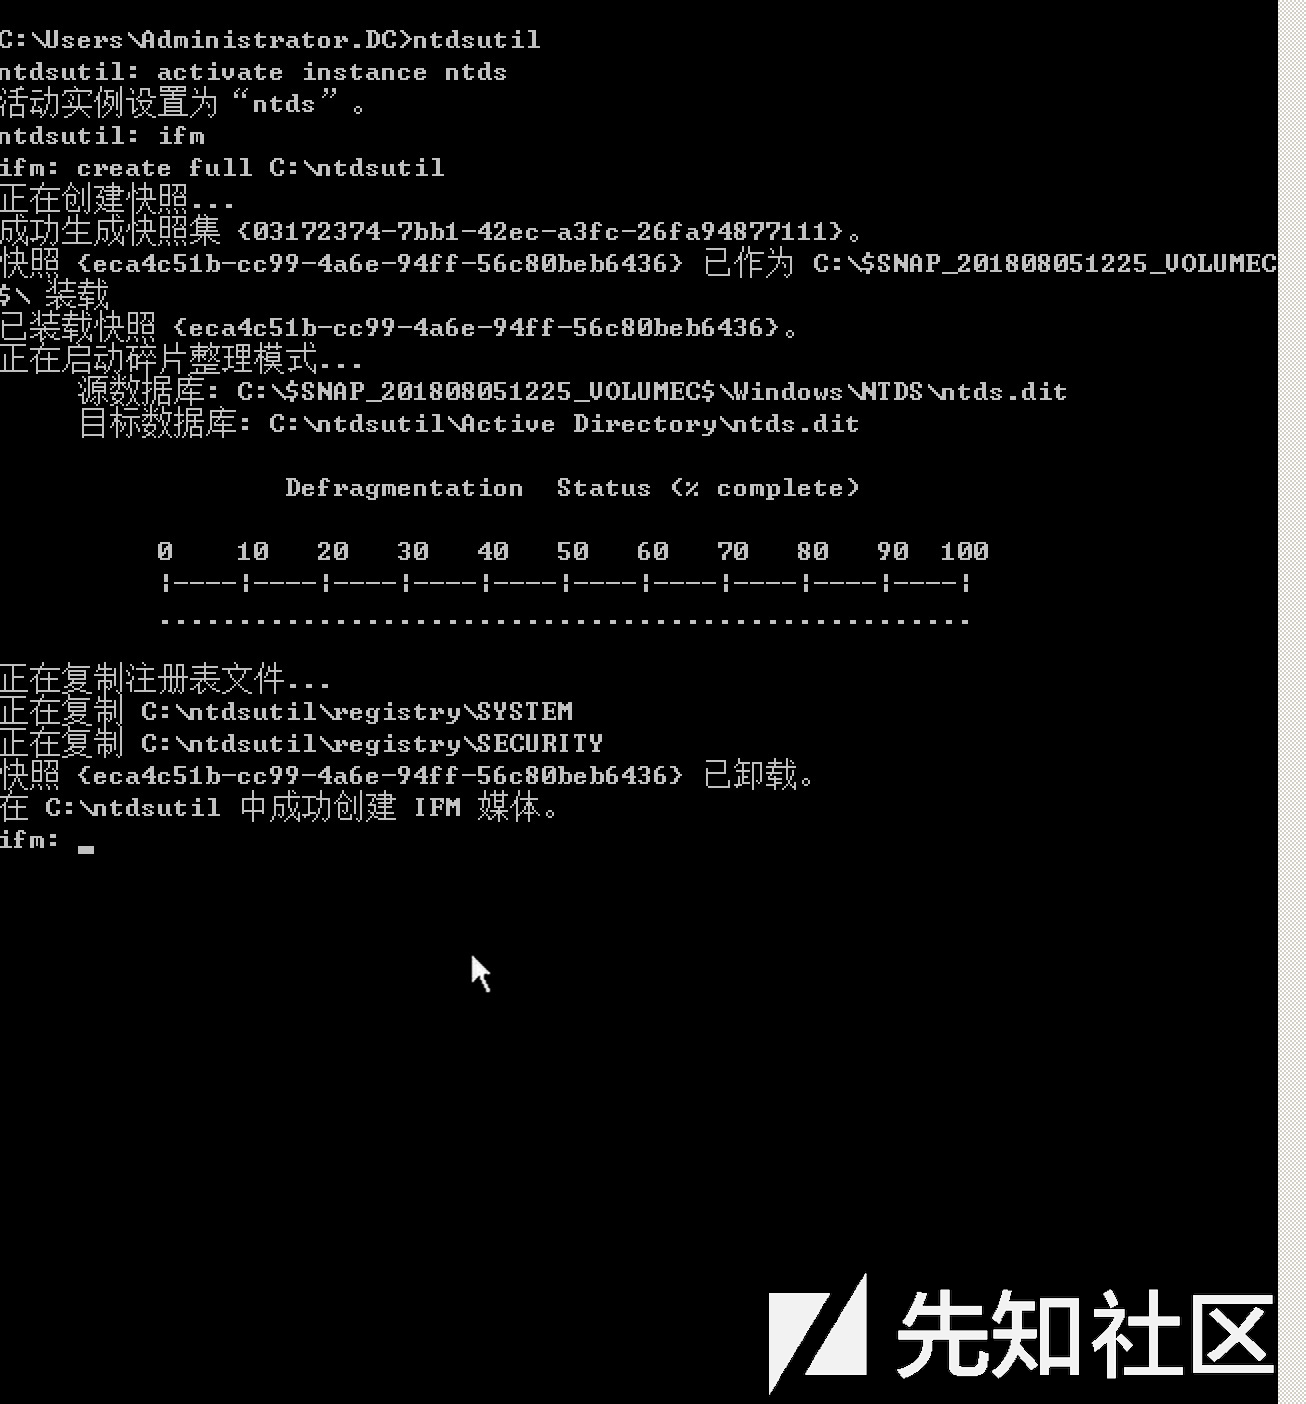 C:\Users\Administrator.DC>ntdsutil
ntdsutil: activate instance ntds
活动实例设置为“ntds”。
ntdsutil: ifm
ifm: create full C:\ntdsutil
正在创建快照...
成功生成快照集 {03172374-7bb1-42ec-a3fc-26fa94877111}。
快照 {eca4c51b-cc99-4a6e-94ff-56c80beb6436} 已作为 C:\$SNAP_201808051225_VOLUMEC
$\ 装载
已装载快照 {eca4c51b-cc99-4a6e-94ff-56c80beb6436}。
正在启动碎片整理模式...
源数据库: C:\$SNAP_201808051225_VOLUMEC$\Windows\NTDS\ntds.dit
目标数据库: C:\ntdsutil\Active Directory\ntds.dit
Defragmentation  Status (% complete)
0    10   20   30   40   50   60   70   80   90  100
|----|----|----|----|----|----|----|----|----|----|
...................................................
正在复制注册表文件...
正在复制 C:\ntdsutil\registry\SYSTEM
正在复制 C:\ntdsutil\registry\SECURITY
快照 {eca4c51b-cc99-4a6e-94ff-56c80beb6436} 已卸载。
在 C:\ntdsutil 中成功创建 IFM 媒体。
ifm: _
先知社区